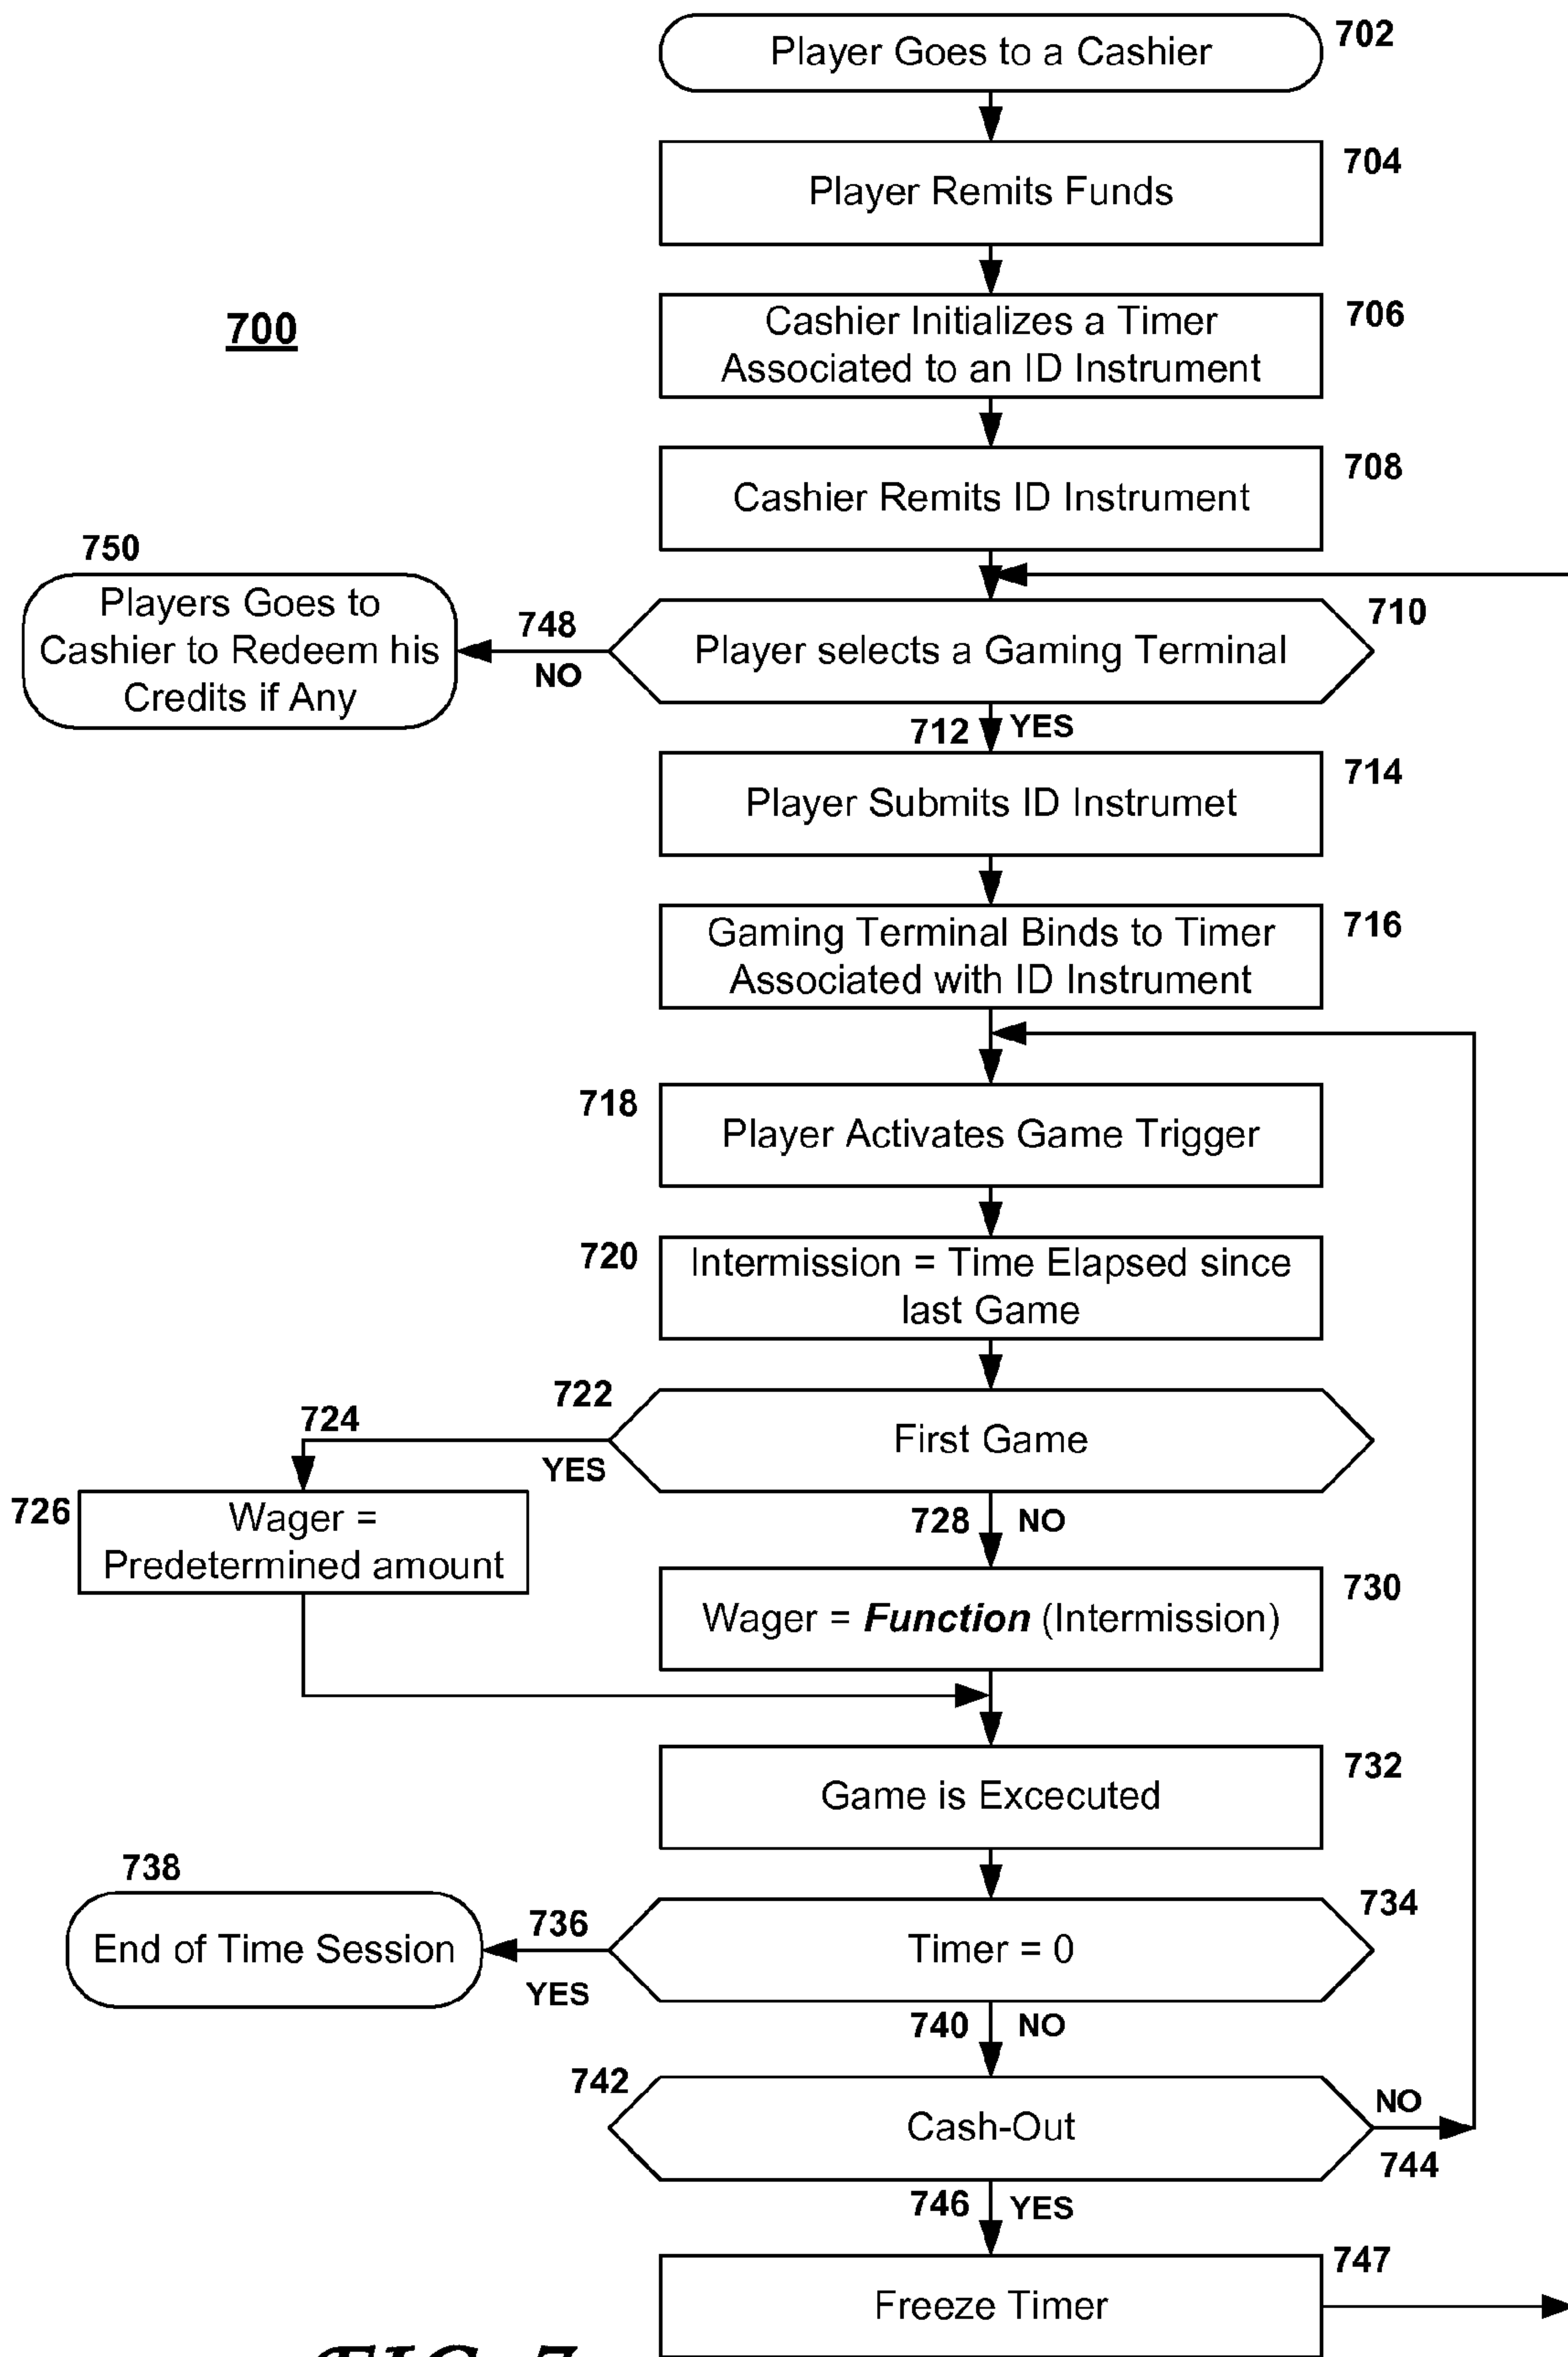 Player Goes to a Cashier
702
Player Remits Funds
704
700
Cashier Initializes a Timer
Associated to an ID Instrument
706
Cashier Remits ID Instrument
708
750
Players Goes to
Cashier to Redeem his
Credits if Any
748
NO
Player selects a Gaming Terminal
710
712
YES
Player Submits ID Instrumet
714
Gaming Terminal Binds to Timer
Associated with ID Instrument
716
718
Player Activates Game Trigger
720
Intermission = Time Elapsed since
last Game
722
First Game
724
YES
726
Wager =
Predetermined amount
728
NO
Wager = Function (Intermission)
730
Game is Excecuted
732
738
End of Time Session
736
YES
Timer = 0
734
740
NO
742
Cash-Out
NO
744
746
YES
Freeze Timer
747
FIG. 7